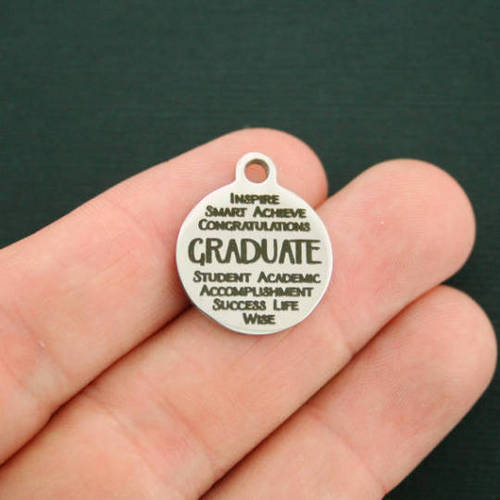 Inspire
Smart Achieve
Congratulations
GRADUATE
Student Academic
Accomplishment
Success Life
Wise